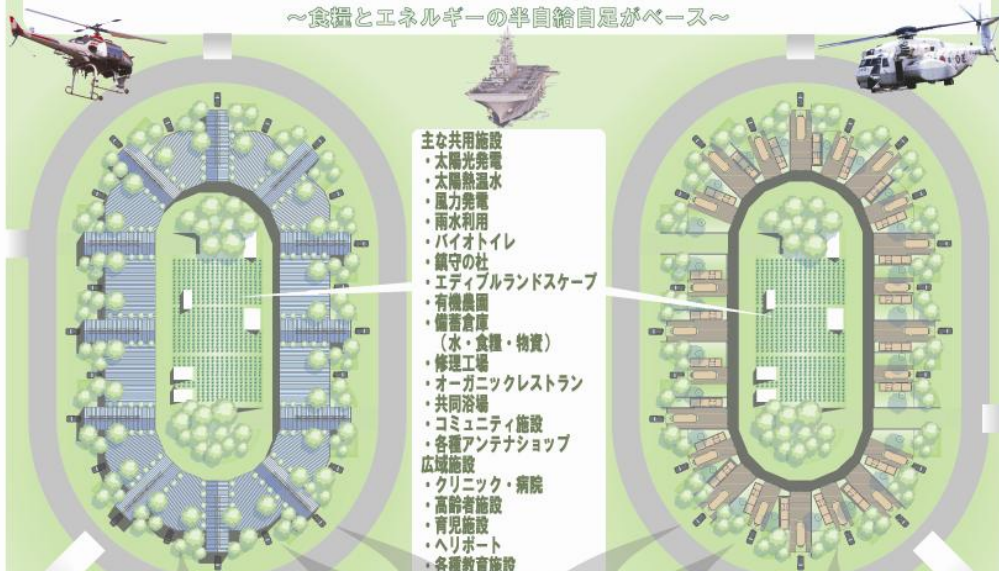 ～食糧とエネルギーの半自給自足がベース～
主な共用施設
・太陽光発電
・太陽熱温水
・風力発電
・雨水利用
・バイオトイレ
・鎮守の杜
・エディブルランドスケープ
・有機農園
・備蓄倉庫
（水・食糧・物資）
・修理工場
・オーガニックレストラン
・共同浴場
・コミュニティ施設
・各種アンテナショップ
広域施設
・クリニック・病院
・高齢者施設
・育児施設
・ヘリポート
・各種教育施設